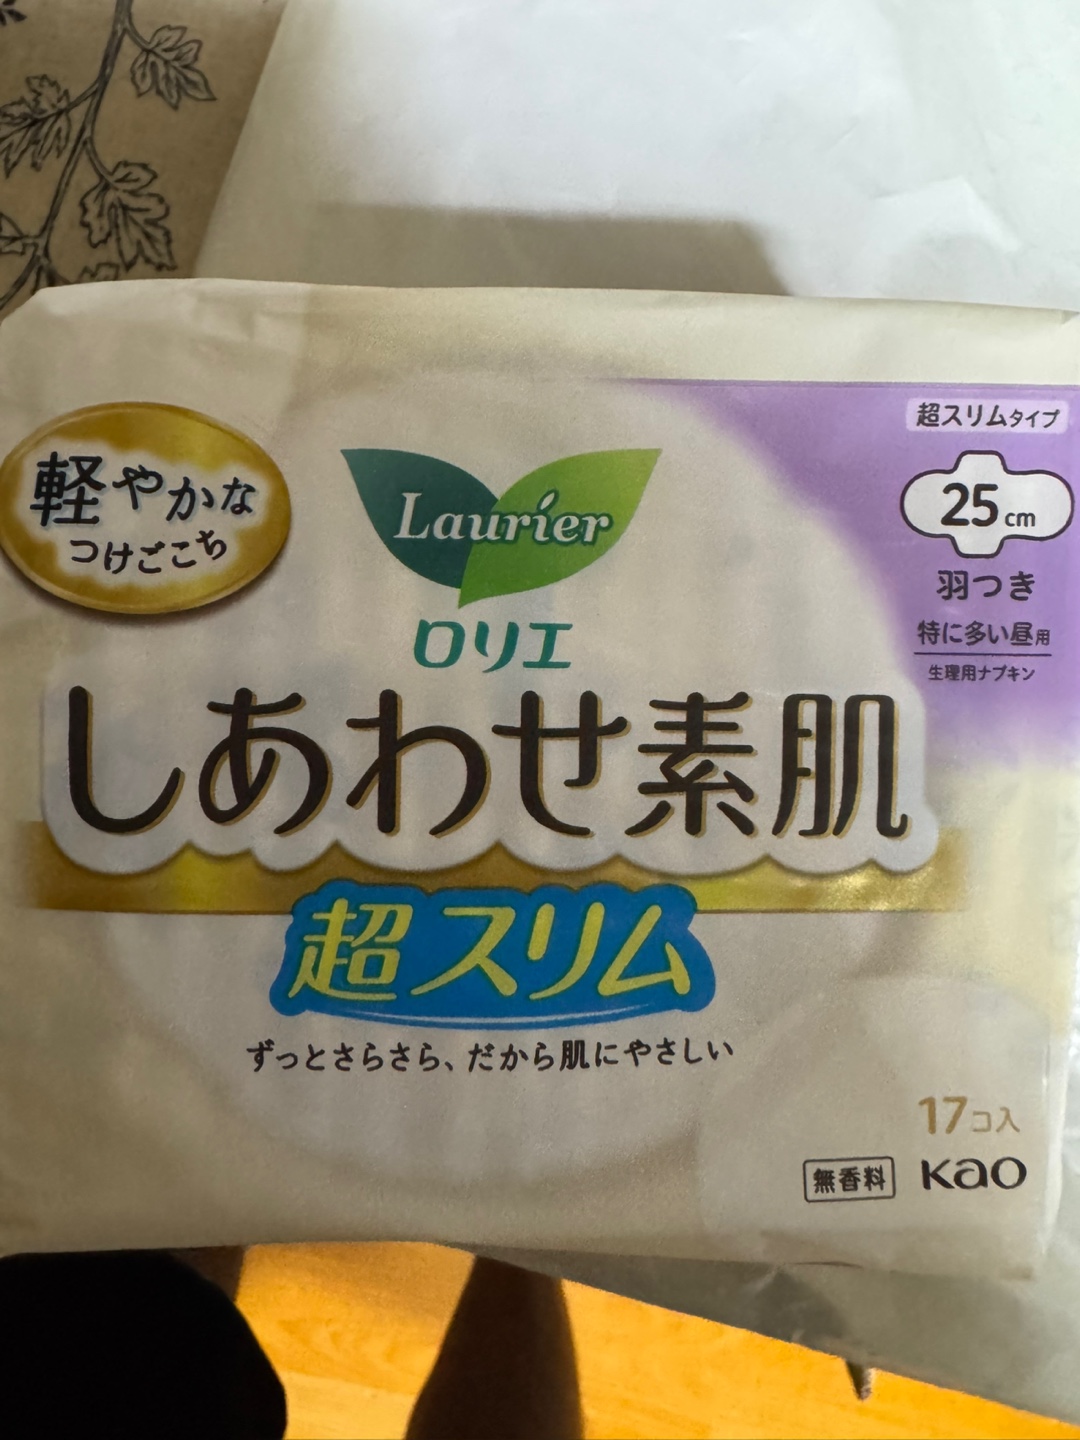 軽やかな
つけごこち
Laurier
ロリエ
しあわせ素肌
超スリム
ずっとさらさら、だから肌にやさしい
超スリムタイプ
25cm
羽つき
特に多い昼用
生理用ナプキン
17コ入
無香料
Kao